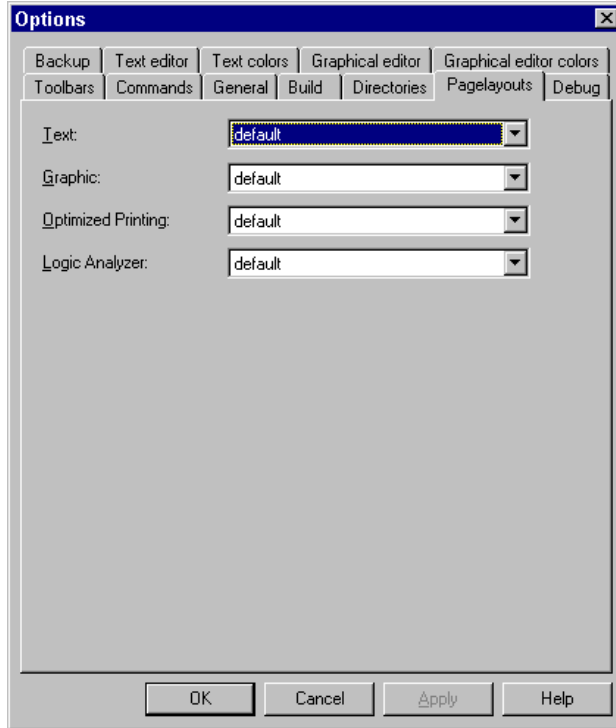 Options
Backup Text editor Text colors Graphical editor Graphical editor colors
Toolbars Commands General Build Directories Pagelayouts Debug
Text: default
Graphic: default
Optimized Printing: default
Logic Analyzer: default
OK Cancel Apply Help